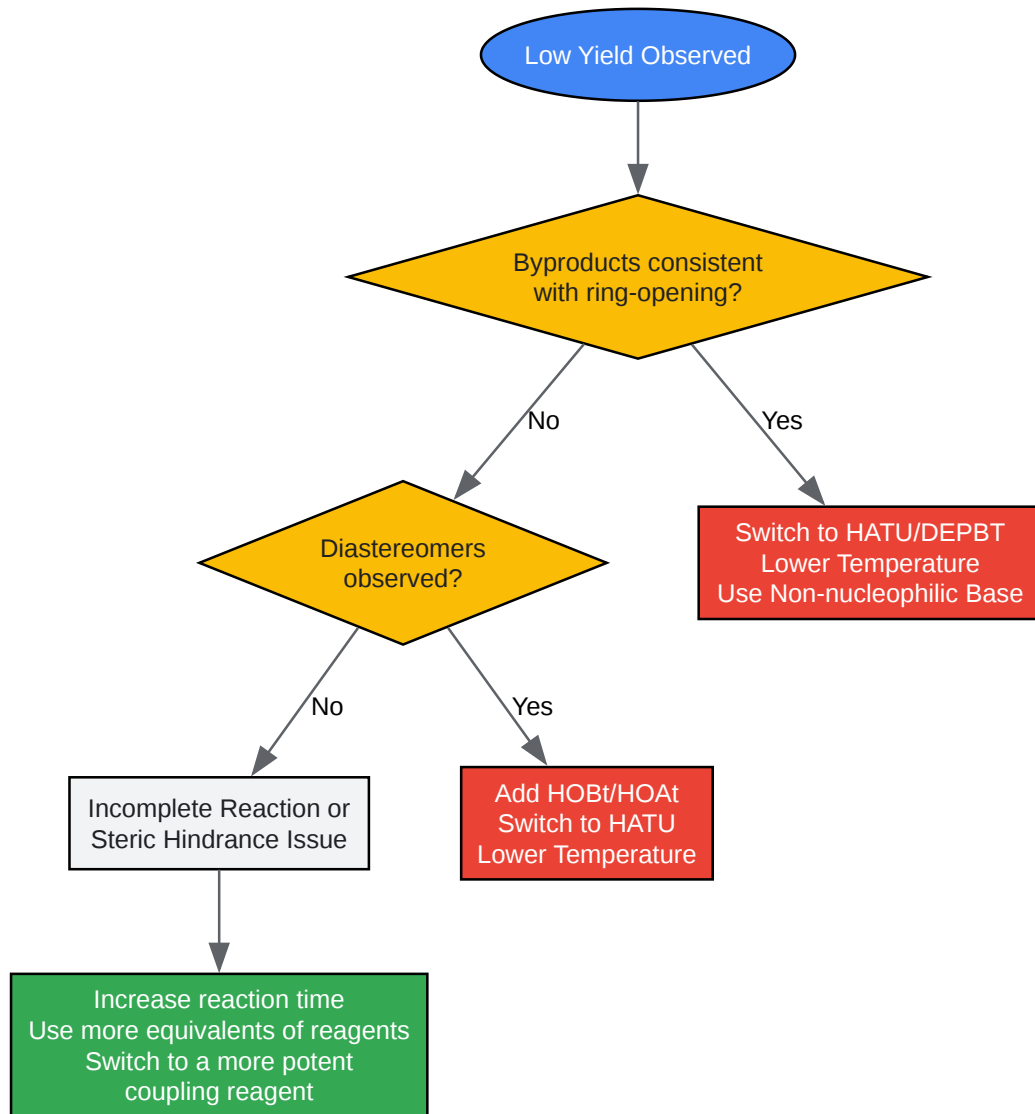 Low Yield Observed
Byproducts consistent
with ring-opening?
No
Yes
Diastereomers
observed?
Switch to HATU/DEPBT
Lower Temperature
Use Non-nucleophilic Base
No
Yes
Incomplete Reaction or
Steric Hindrance Issue
Add HOBt/HOAt
Switch to HATU
Lower Temperature
Increase reaction time
Use more equivalents of reagents
Switch to a more potent
coupling reagent